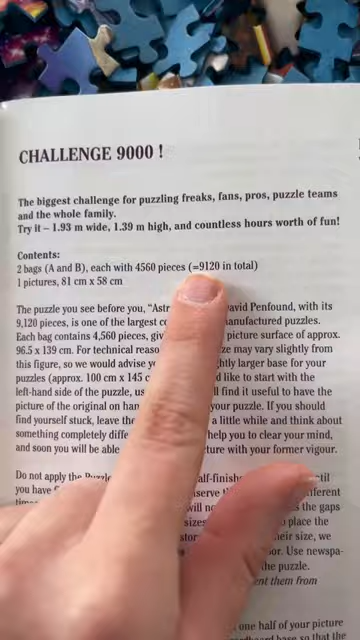 CHALLENGE 9000 !
The biggest challenge for puzzling freaks, fans, pros, puzzle teams
and the whole family.
Try it – 1.93 m wide, 1.39 m high, and countless hours worth of fun!
Contents:
2 bags (A and B), each with 4560 pieces (=9120 in total)
1 pictures, 81 cm x 58 cm
The puzzle you see before you, "Astr avid Penfound, with its
9,120 pieces, is one of the largest co anufactured puzzles.
Each bag contains 4,560 pieces, giv picture surface of approx.
96.5 x 139 cm. For technical reaso ze may vary slightly from
this figure, so we would advise yo ghtly larger base for your
puzzles (approx. 100 cm x 145 c d like to start with the
left-hand side of the puzzle, us ll find it useful to have the
picture of the original on han your puzzle. If you should
find yourself stuck, leave the a little while and think about
something completely diffe help you to clear your mind,
and soon you will be able ture with your former vigour.
Do not apply the half-finish
you have serve fferent
will no s the gaps
sizes o place the
stor eir size, we
or. Use newspa-
he puzzle.
ent them from
one half of your picture
base so that the